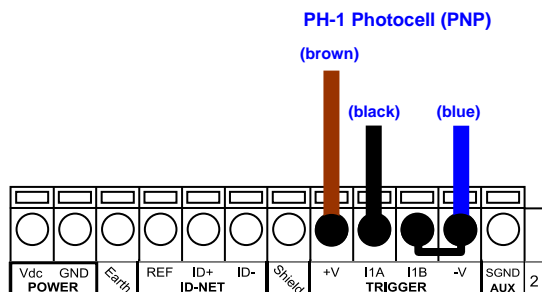 PH-1 Photocell (PNP)
(brown)
(black) (blue)
Vdc GND Earth REF ID+ ID- Shield +V I1A I1B -V SGND 2
POWER ID-NET TRIGGER AUX